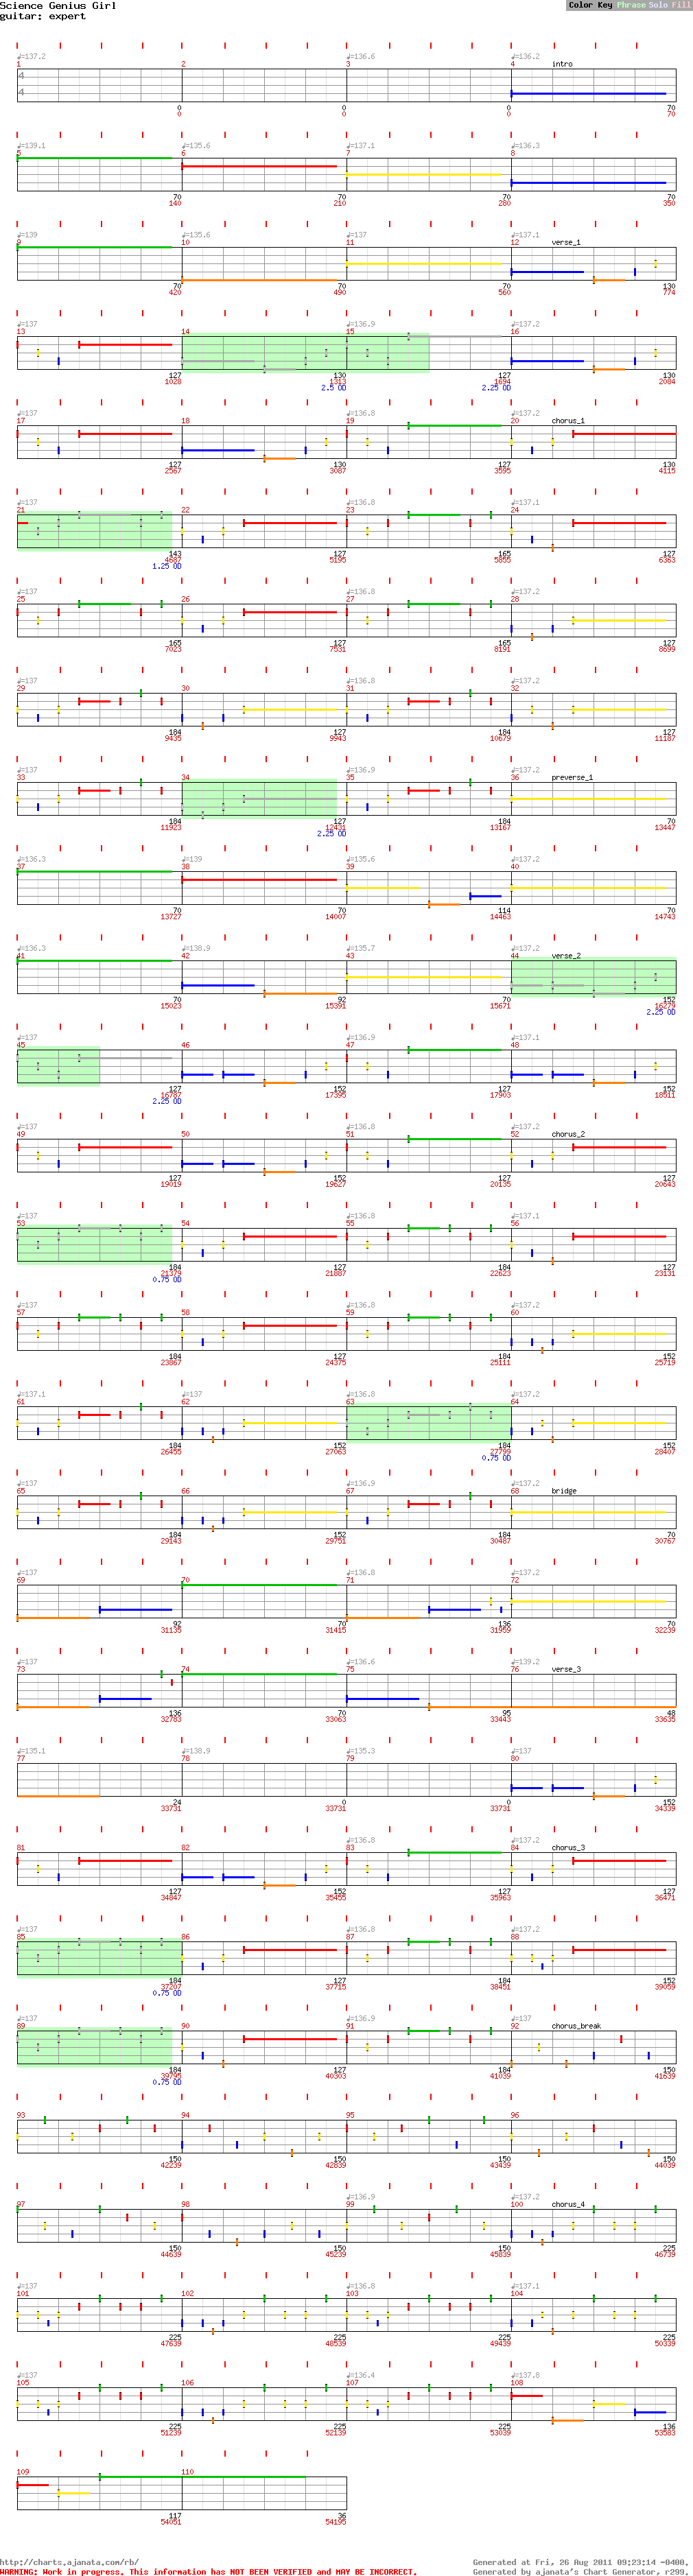 Science Genius Girl
guitar: expert
Color Key Phrase Solo Fill
♩=137.2 ♩=136.6 ♩=136.2
1 2 3 4 intro
4
4
0 0 0 70
0 0 0 70
♩=139.1 ♩=135.6 ♩=137.1 ♩=136.3
5 6 7 8
70 70 70 70
140 210 280 350
♩=139 ♩=135.6 ♩=137 ♩=137.1
9 10 11 12 verse_1
70 70 70 130
420 490 560 774
♩=137 ♩=136.9 ♩=137.2
13 14 15 16
127 130 127 130
1028 1313 1694 2084
2.5 OD 2.25 OD
♩=137 ♩=136.8 ♩=137
17 18 19 20 chorus_1
127 130 127 130
2567 3087 3595 4115
♩=137 ♩=136.8 ♩=137.1
21 22 23 24
143 127 165 127
4687 5195 5855 6363
1.25 OD
♩=137 ♩=136.8 ♩=137.2
25 26 27 28
165 127 165 127
7023 7531 8191 8699
♩=137 ♩=136.8 ♩=137.2
29 30 31 32
184 127 184 127
9435 9943 10679 11187
♩=137 ♩=136.9 ♩=137.2
33 34 35 36 preverse_1
184 127 184 70
11923 12431 13167 13447
2.25 OD
♩=136.3 ♩=139 ♩=135.6 ♩=137.2
37 38 39 40
70 70 114 70
13727 14007 14463 14743
♩=136.3 ♩=138.9 ♩=135.7 ♩=137.2
41 42 43 44 verse_2
70 92 70 152
15023 15391 15671 16279
2.25 OD
♩=137 ♩=136.9 ♩=137.1
45 46 47 48
127 152 127 152
16787 17395 17903 18511
2.25 OD
♩=137 ♩=136.8 ♩=137.2
49 50 51 52 chorus_2
127 152 127 127
19019 19627 20135 20643
♩=137 ♩=136.8 ♩=137.1
53 54 55 56
184 127 184 127
21379 21887 22623 23131
0.75 OD
♩=137 ♩=136.8 ♩=137.2
57 58 59 60
184 127 184 152
23867 24375 25111 25719
♩=137.1 ♩=137 ♩=136.8 ♩=137.2
61 62 63 64
184 152 184 152
26455 27063 27799 28407
0.75 OD
♩=137 ♩=136.9 ♩=137.2
65 66 67 68 bridge
184 152 184 70
29143 29751 30487 30767
♩=137 ♩=136.8 ♩=137.2
69 70 71 72
92 70 136 70
31135 31415 31959 32239
♩=137 ♩=136.6 ♩=139.2
73 74 75 76 verse_3
136 70 95 48
32783 33063 33443 33635
♩=135.1 ♩=138.9 ♩=135.3 ♩=137
77 78 79 80
24 0 0 152
33731 33731 33731 34339
♩=136.8 ♩=137.2
81 82 83 84 chorus_3
127 152 127 127
34847 35455 35963 36471
♩=137 ♩=136.8 ♩=137.2
85 86 87 88
184 127 184 152
37207 37715 38451 39059
0.75 OD
♩=137 ♩=136.9 ♩=137
89 90 91 92 chorus_break
184 127 184 150
39795 40303 41039 41639
0.75 OD
93 94 95 96
150 150 150 150
42239 42839 43439 44039
♩=136.9 ♩=137.2
97 98 99 100 chorus_4
150 150 150 225
44639 45239 45839 46739
♩=137 ♩=136.8 ♩=137.1
101 102 103 104
225 225 225 225
47639 48539 49439 50339
♩=137 ♩=136.4 ♩=137.8
105 106 107 108
225 225 225 136
51239 52139 53039 53583
109 110
117 36
54051 54195
http://charts.ajanata.com/rb/ Generated at Fri, 26 Aug 2011 09:23:14 -0400.
WARNING: Work in progress. This information has NOT BEEN VERIFIED and MAY BE INCORRECT. Generated by ajanata's Chart Generator, r299.